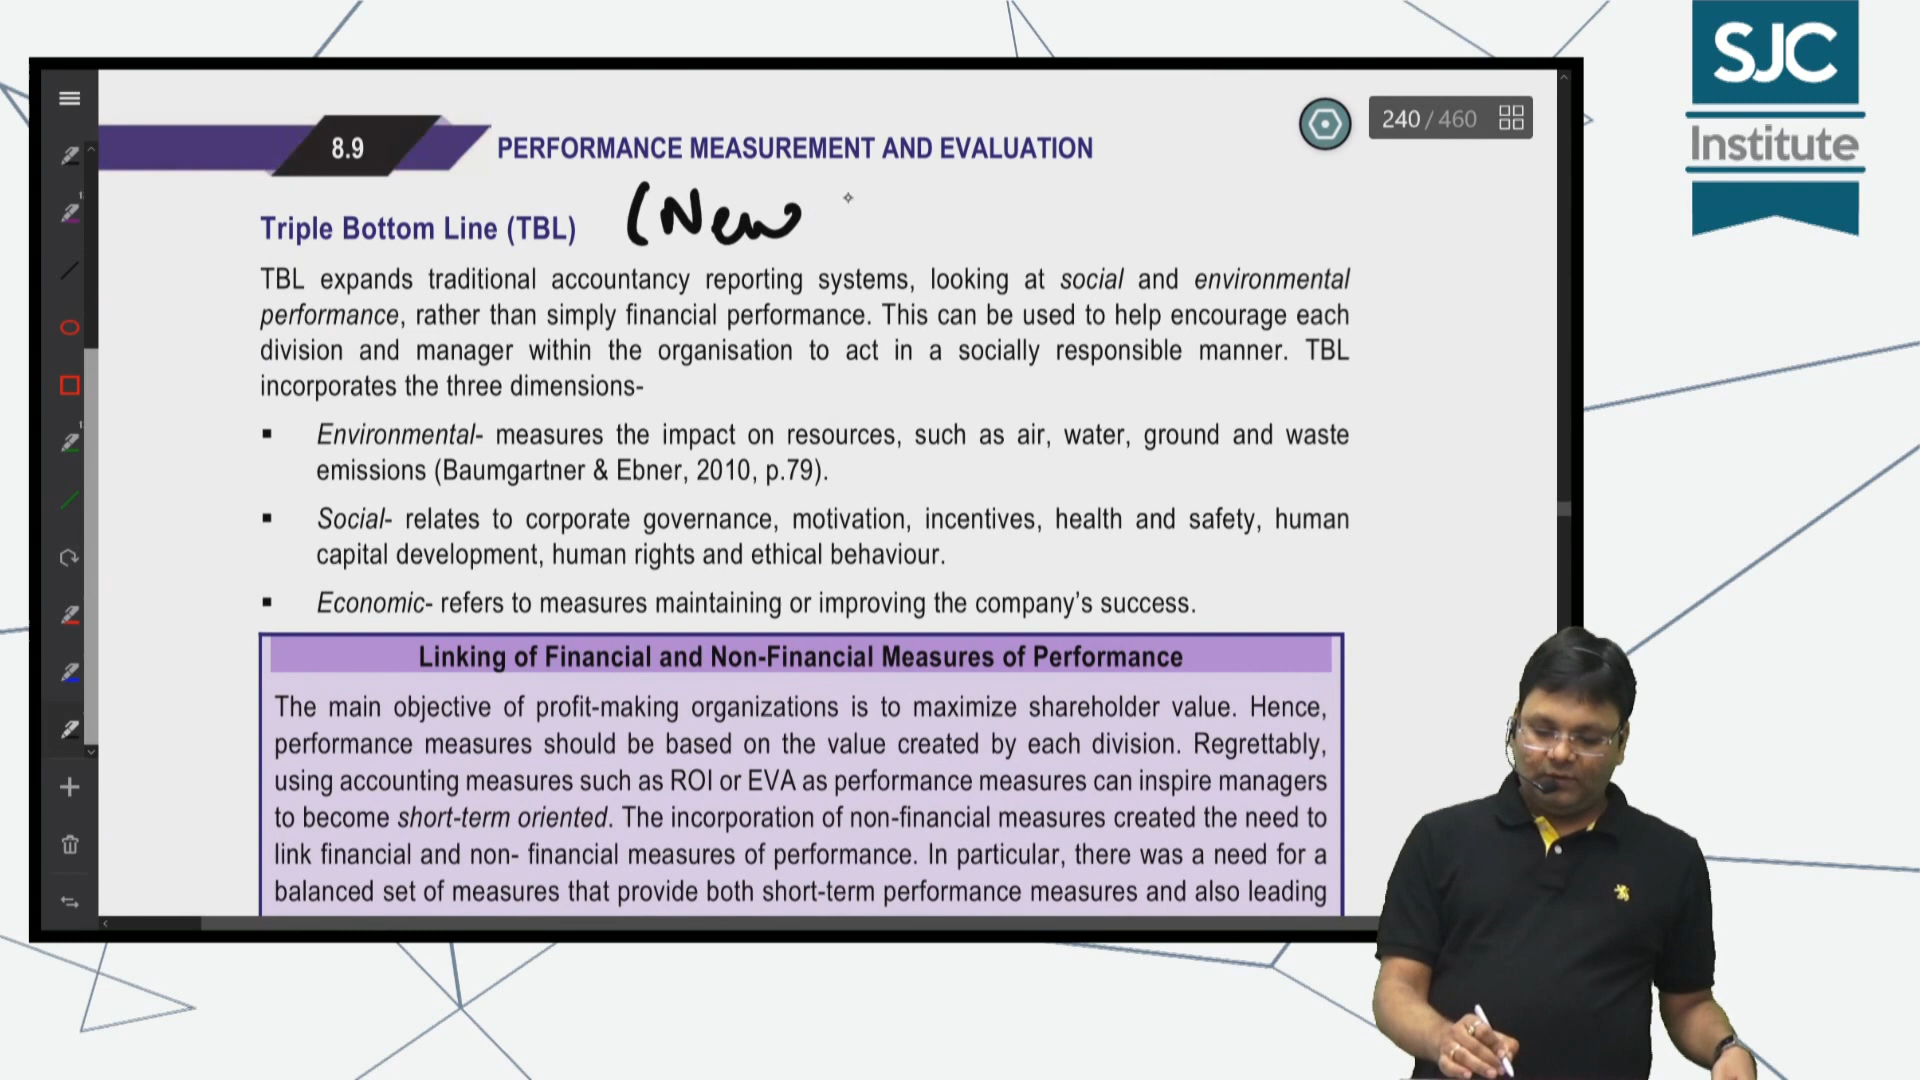 SJC
Institute
240 / 460
8.9
PERFORMANCE MEASUREMENT AND EVALUATION
Triple Bottom Line (TBL) (New
TBL expands traditional accountancy reporting systems, looking at social and environmental
performance, rather than simply financial performance. This can be used to help encourage each
division and manager within the organisation to act in a socially responsible manner. TBL
incorporates the three dimensions-
▪ Environmental- measures the impact on resources, such as air, water, ground and waste
emissions (Baumgartner & Ebner, 2010, p.79).
▪ Social- relates to corporate governance, motivation, incentives, health and safety, human
capital development, human rights and ethical behaviour.
▪ Economic- refers to measures maintaining or improving the company's success.
Linking of Financial and Non-Financial Measures of Performance
The main objective of profit-making organizations is to maximize shareholder value. Hence,
performance measures should be based on the value created by each division. Regrettably,
using accounting measures such as ROI or EVA as performance measures can inspire managers
to become short-term oriented. The incorporation of non-financial measures created the need to
link financial and non- financial measures of performance. In particular, there was a need for a
balanced set of measures that provide both short-term performance measures and also leading